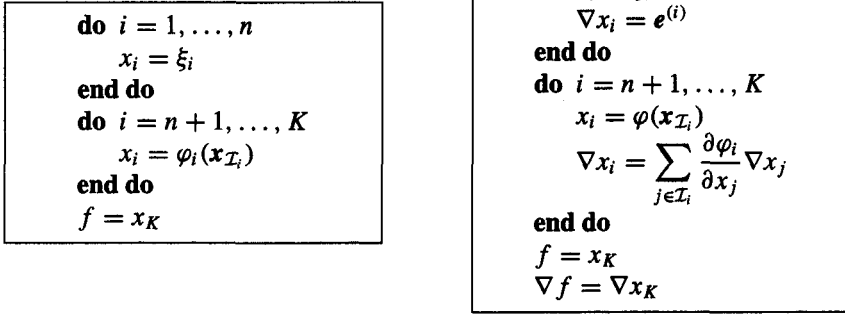 do i = 1, . . . , n
x_i = ξ_i
end do
do i = n + 1, . . . , K
x_i = φ_i(x_{I_i})
end do
f = x_K
∇x_i = e^{(i)}
end do
do i = n + 1, . . . , K
x_i = φ(x_{I_i})
∇x_i = ∑_{j∈I_i} ∂φ_i/∂x_j ∇x_j
end do
f = x_K
∇f = ∇x_K